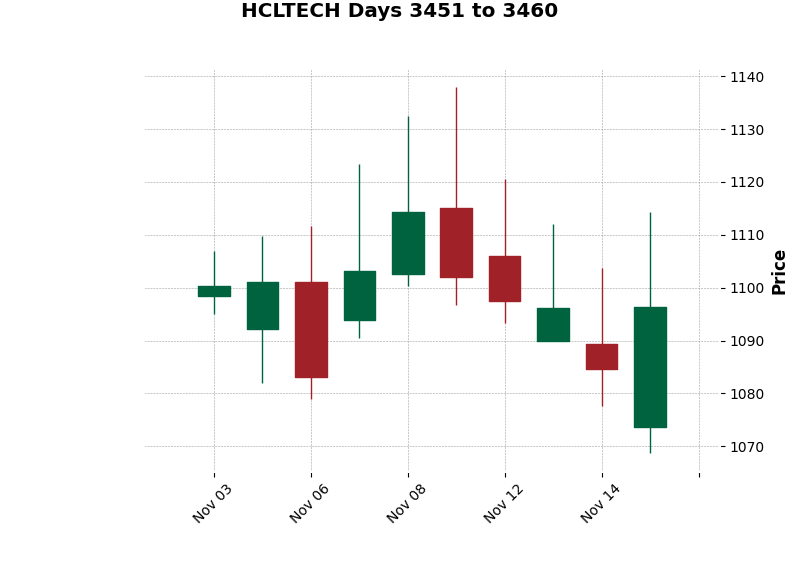 HCLTECH Days 3451 to 3460
1140
1130
1120
1110
1100
1090
1080
1070
Price
Nov 03
Nov 06
Nov 08
Nov 12
Nov 14